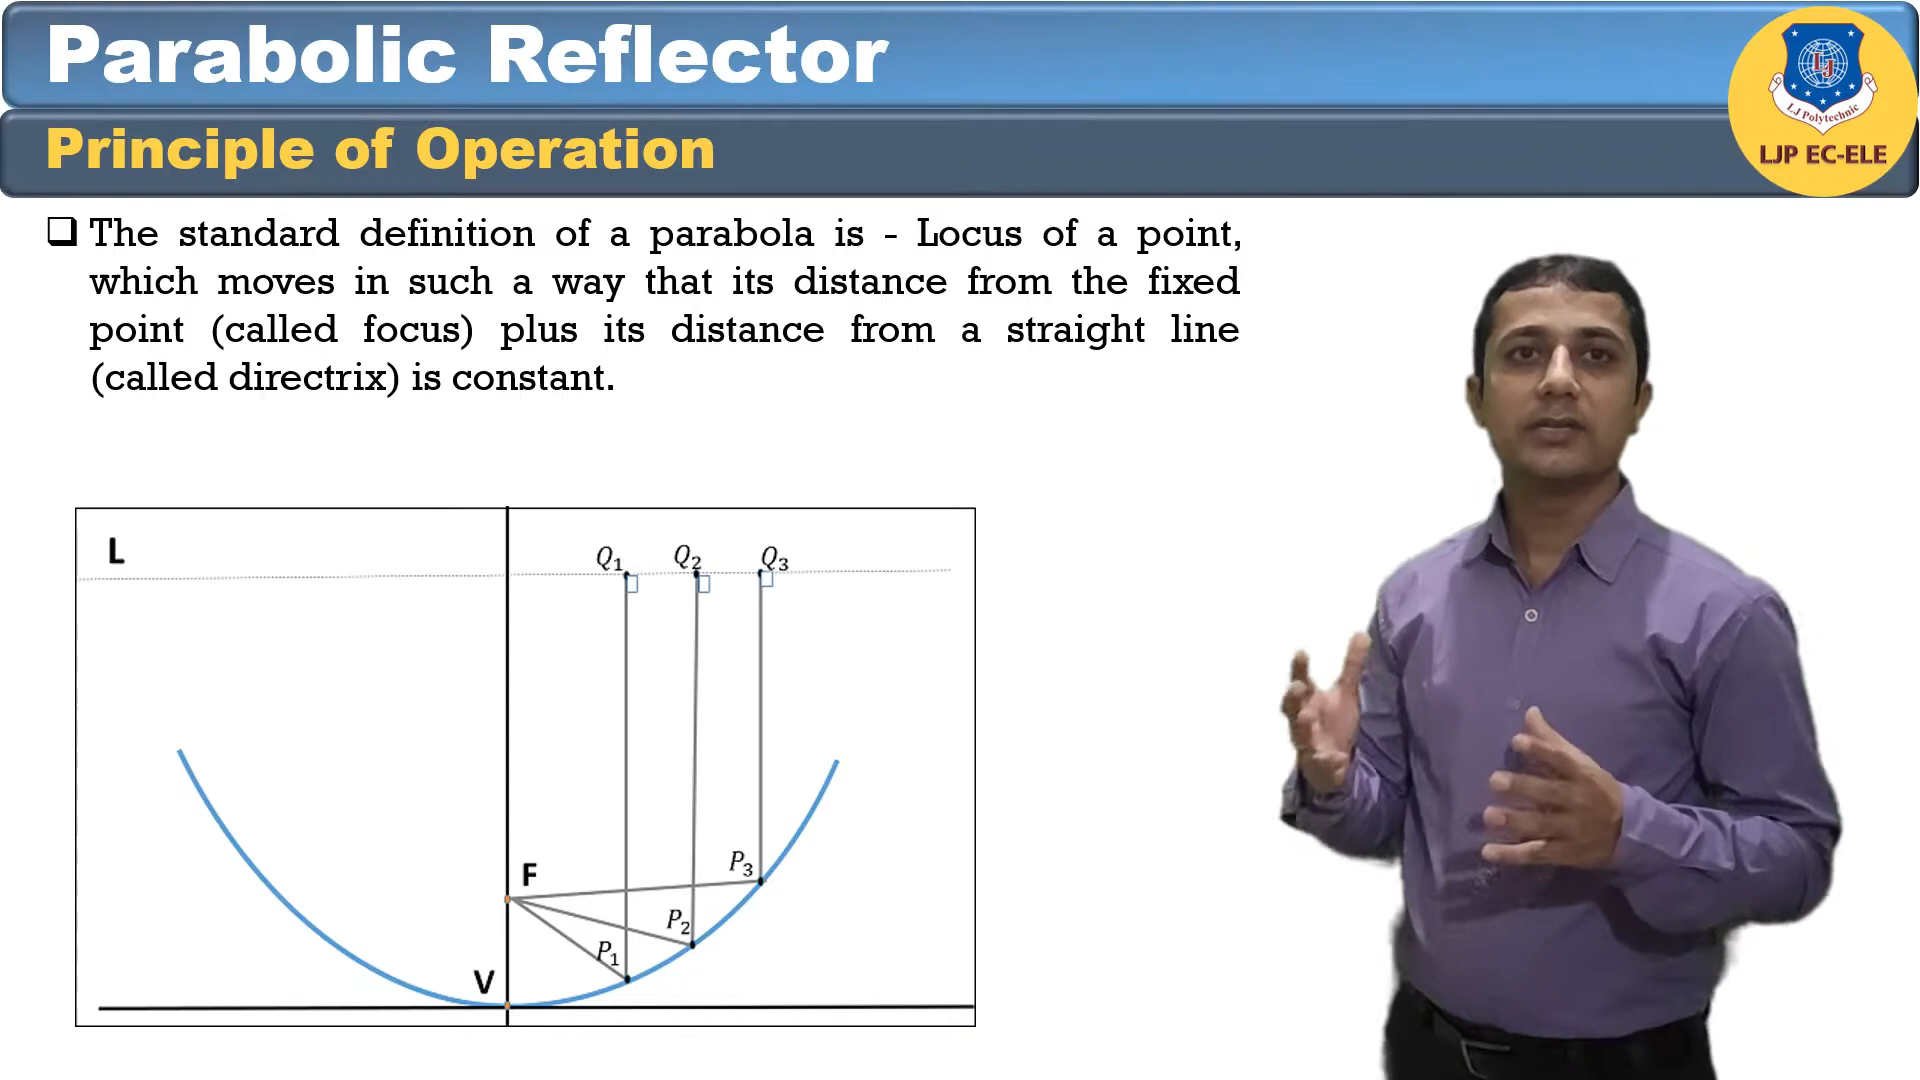 Parabolic Reflector
Principle of Operation
LJ
LJ Polytechnic
LJP EC-ELE
❑ The standard definition of a parabola is - Locus of a point,
which moves in such a way that its distance from the fixed
point (called focus) plus its distance from a straight line
(called directrix) is constant.
L
Q₁ Q₂ Q₃
F
P₃
P₂
P₁
V